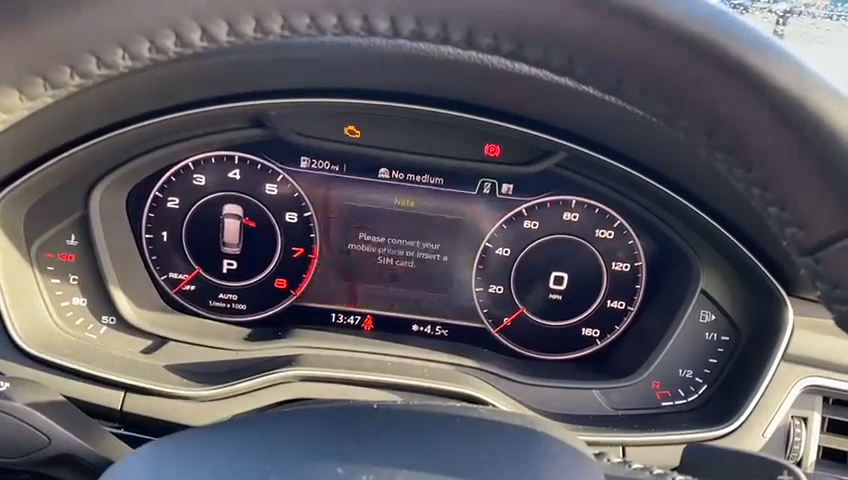 200 mi
No medium
Note
Please connect your
mobile phone or insert a
SIM card.
1
2
3
4
5
6
7
8
READY
OFF
P
AUTO
1/min x 1000
0
20
40
60
80
100
120
140
160
0
MPH
13:47
+4.5°C
130
°C
90
50
1/1
1/2
R
(P)